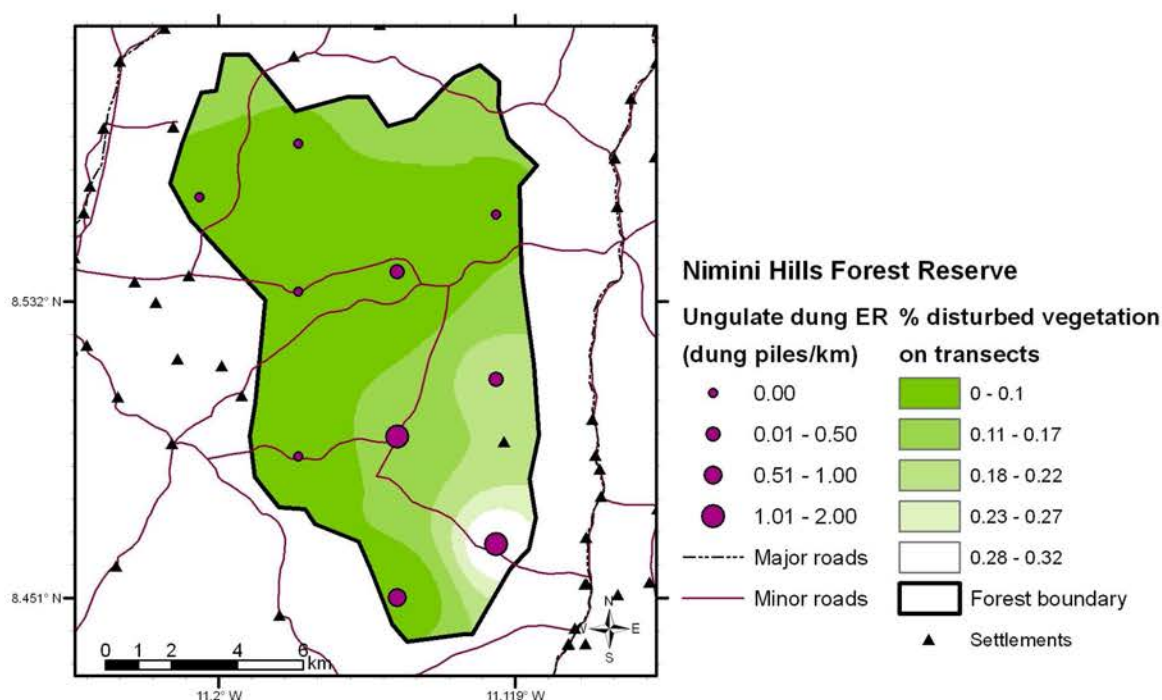 8.532° N
8.451° N
11.2° W
11.119° W
0 1 2 4 6
km
N
W E
S
Nimini Hills Forest Reserve
Ungulate dung ER % disturbed vegetation
(dung piles/km) on transects
0.00 0 - 0.1
0.01 - 0.50 0.11 - 0.17
0.51 - 1.00 0.18 - 0.22
1.01 - 2.00 0.23 - 0.27
Major roads 0.28 - 0.32
Minor roads Forest boundary
Settlements